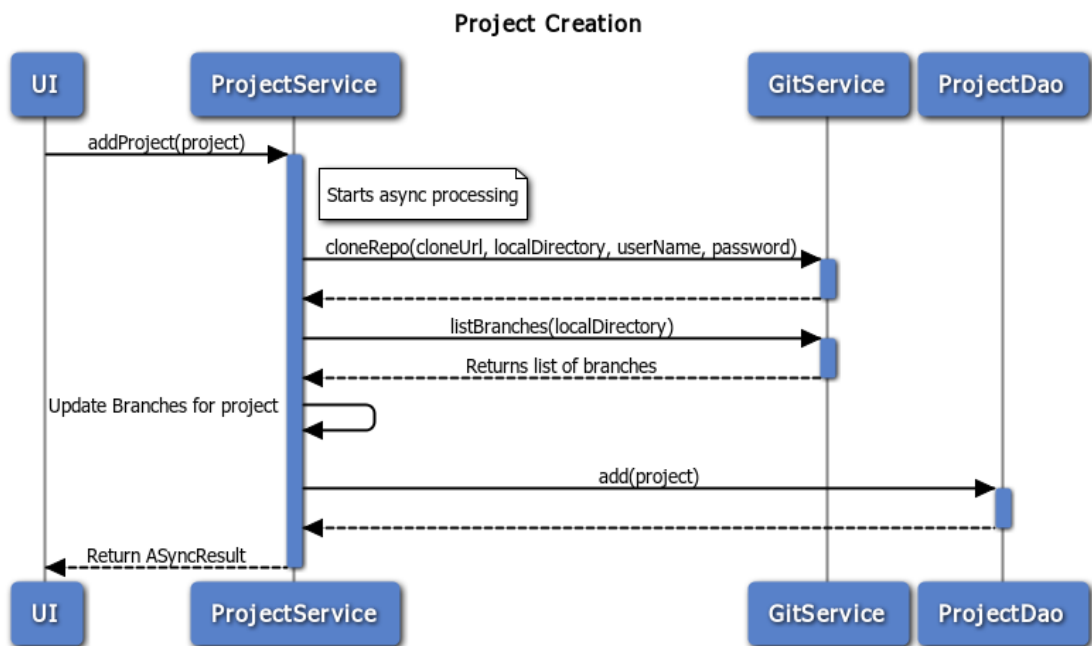 Project Creation
UI
ProjectService
GitService
ProjectDao
addProject(project)
Starts async processing
cloneRepo(cloneUrl, localDirectory, userName, password)
listBranches(localDirectory)
Returns list of branches
Update Branches for project
add(project)
Return ASyncResult
UI
ProjectService
GitService
ProjectDao